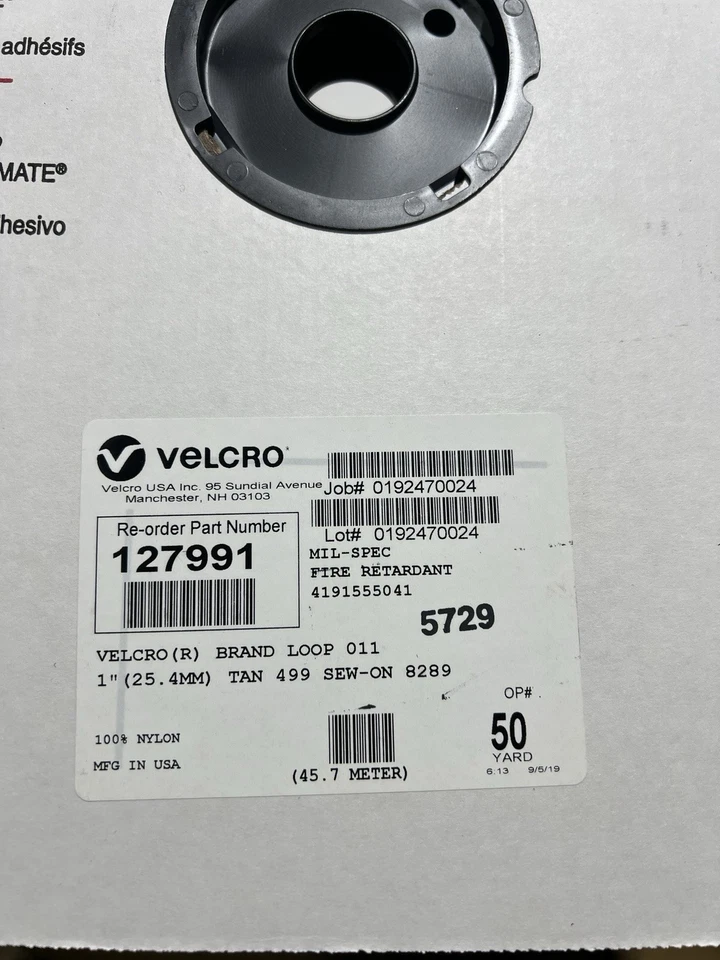 adhésifs
MATE®
hesivo
VELCRO
Velcro USA Inc. 95 Sundial Avenue
Manchester, NH 03103
Job# 0192470024
Lot# 0192470024
Re-order Part Number
127991
MIL-SPEC
FIRE RETARDANT
4191555041
5729
VELCRO(R) BRAND LOOP 011
1"(25.4MM) TAN 499 SEW-ON 8289
OP#
100% NYLON
50
YARD
MFG IN USA
(45.7 METER)
6.13 9/5/19